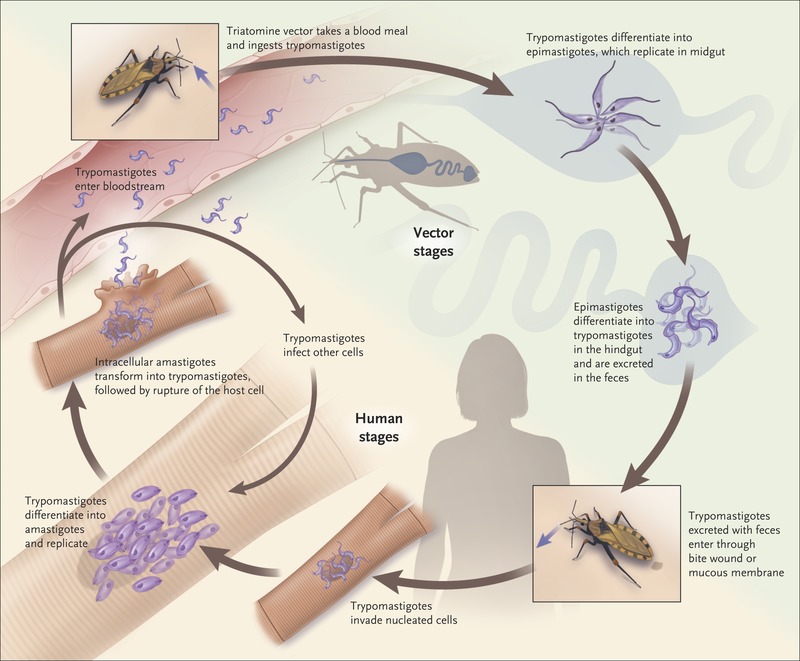 Triatomine vector takes a blood meal
and ingests trypomastigotes
Trypomastigotes differentiate into
epimastigotes, which replicate in midgut
Trypomastigotes
enter bloodstream
Vector
stages
Epimastigotes
differentiate into
trypomastigotes
in the hindgut
and are excreted
in the feces
Trypomastigotes
infect other cells
Intracellular amastigotes
transform into trypomastigotes,
followed by rupture of the host cell
Human
stages
Trypomastigotes
differentiate into
amastigotes
and replicate
Trypomastigotes
excreted with feces
enter through
bite wound or
mucous membrane
Trypomastigotes
invade nucleated cells